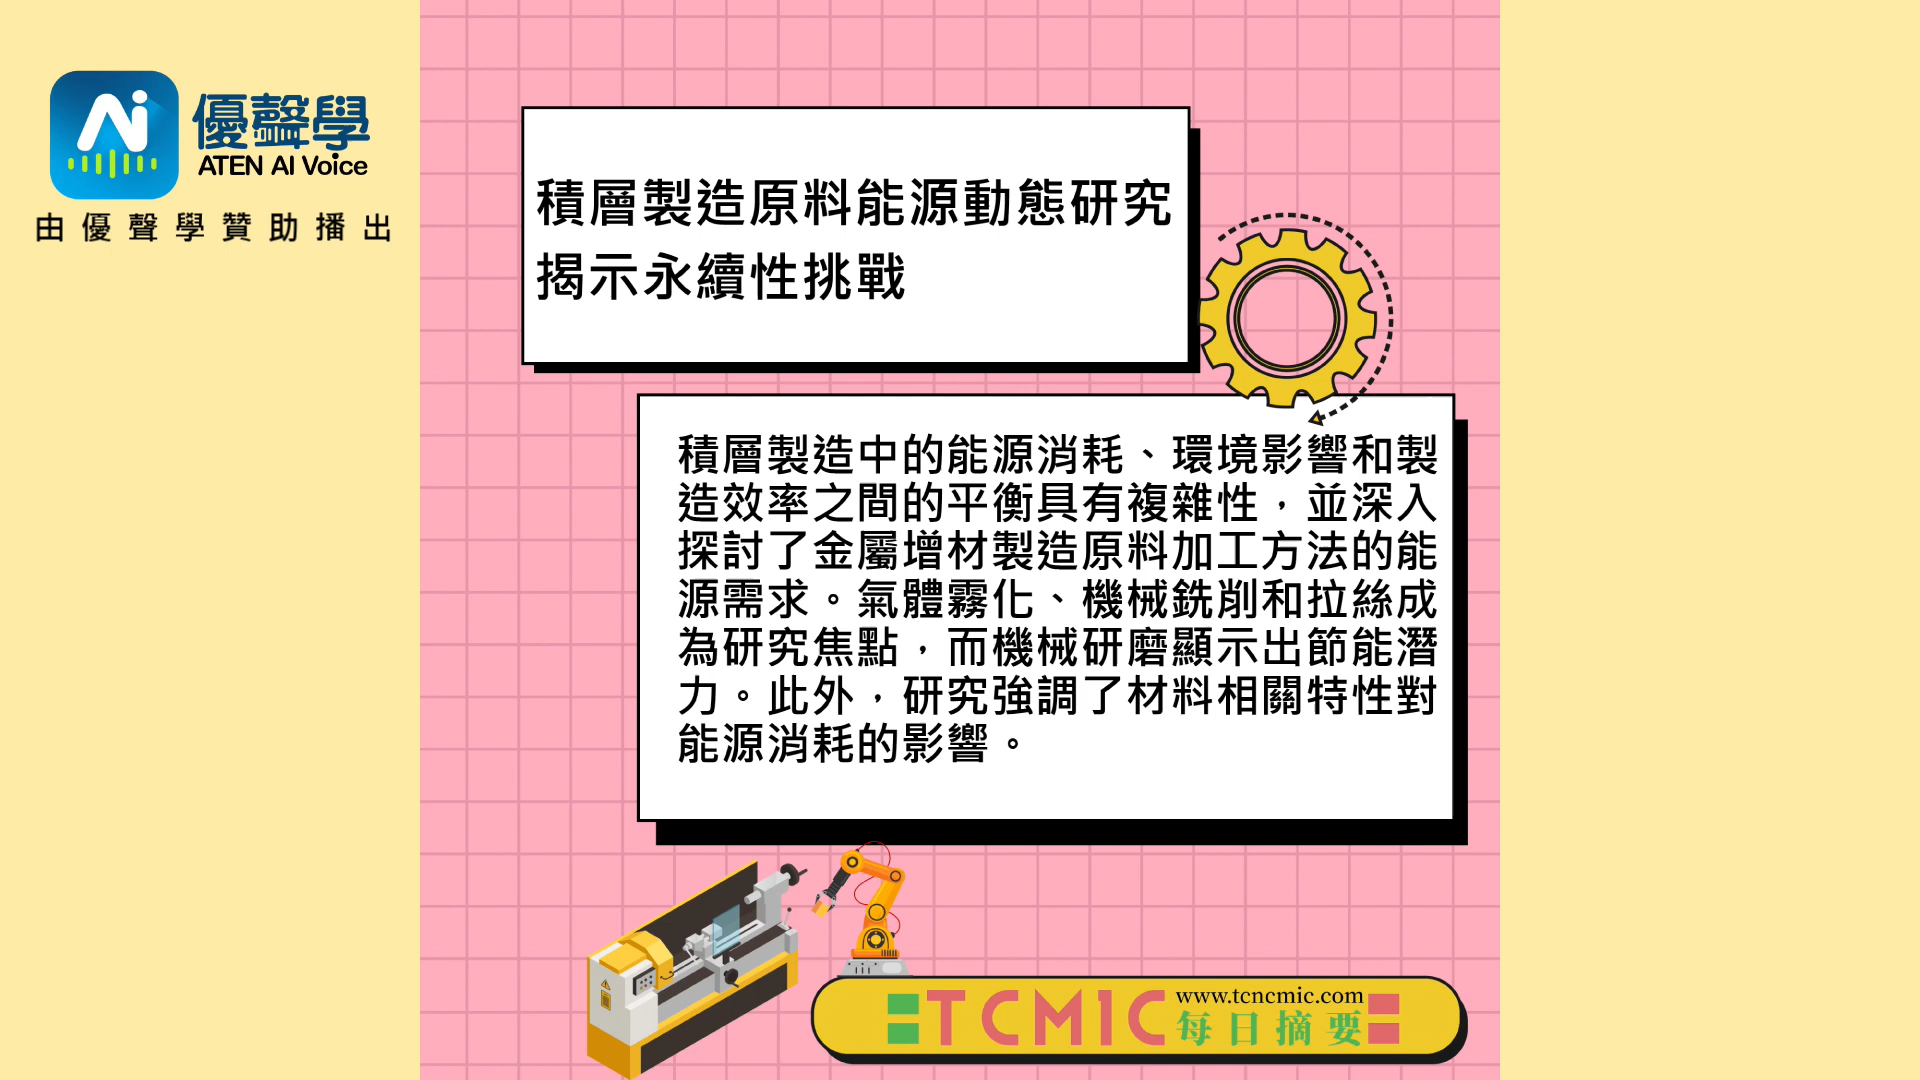 優聲學
ATEN AI Voice
由優聲學贊助播出
積層製造原料能源動態研究
揭示永續性挑戰
積層製造中的能源消耗、環境影響和製
造效率之間的平衡具有複雜性，並深入
探討了金屬增材製造原料加工方法的能
源需求。氣體霧化、機械銑削和拉絲成
為研究焦點，而機械研磨顯示出節能潛
力。此外，研究強調了材料相關特性對
能源消耗的影響。
TCMIC
www.tcncmic.com
每日摘要